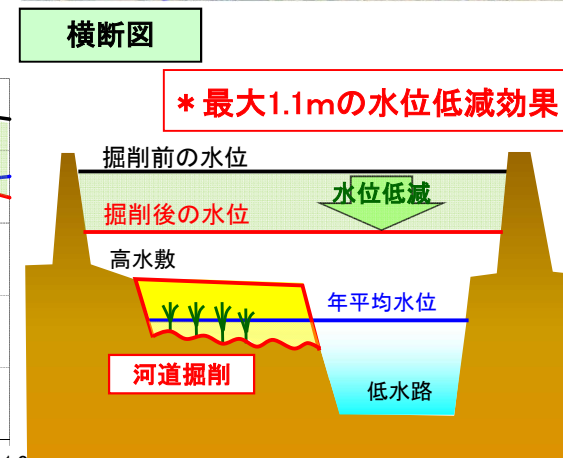 横断図
*最大1.1mの水位低減効果
掘削前の水位
水位低減
掘削後の水位
高水敷
年平均水位
河道掘削
低水路